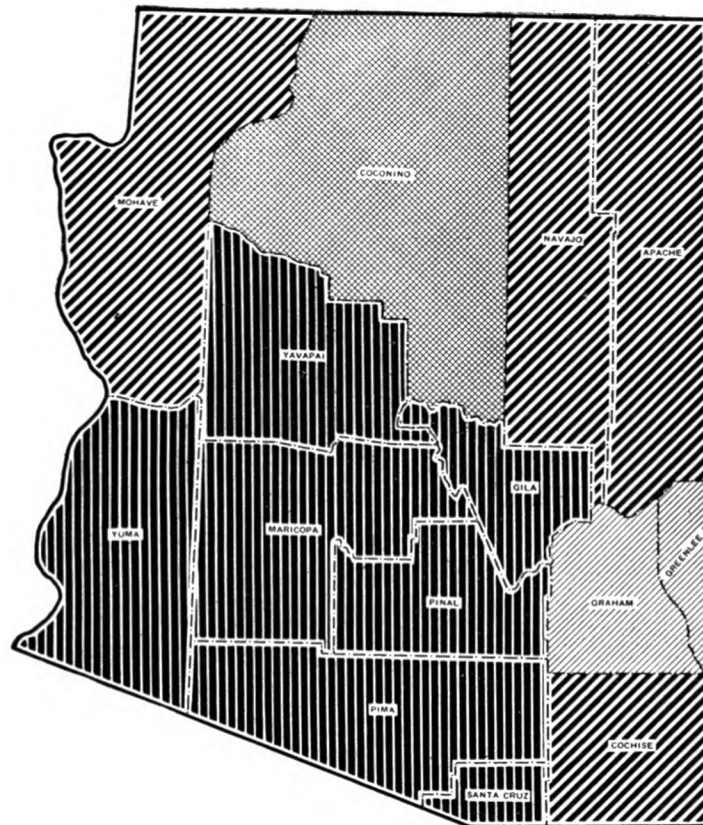 COCONINO
MOHAVE
NAVAJO
APACHE
YAVAPAI
GILA
YUMA
MARICOPA
GREENLEE
PINAL
GRAHAM
PIMA
COCHISE
SANTA CRUZ